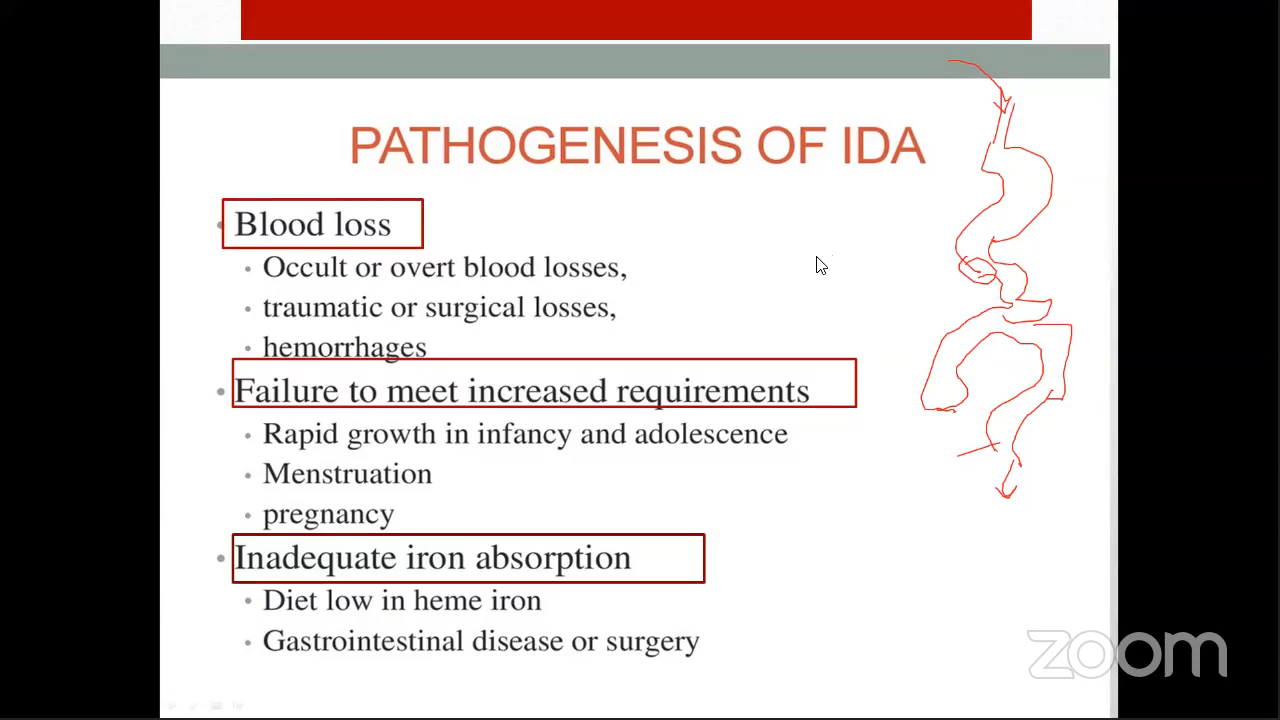 PATHOGENESIS OF IDA
• Blood loss
• Occult or overt blood losses,
• traumatic or surgical losses,
• hemorrhages
• Failure to meet increased requirements
• Rapid growth in infancy and adolescence
• Menstruation
• pregnancy
• Inadequate iron absorption
• Diet low in heme iron
• Gastrointestinal disease or surgery
zoom